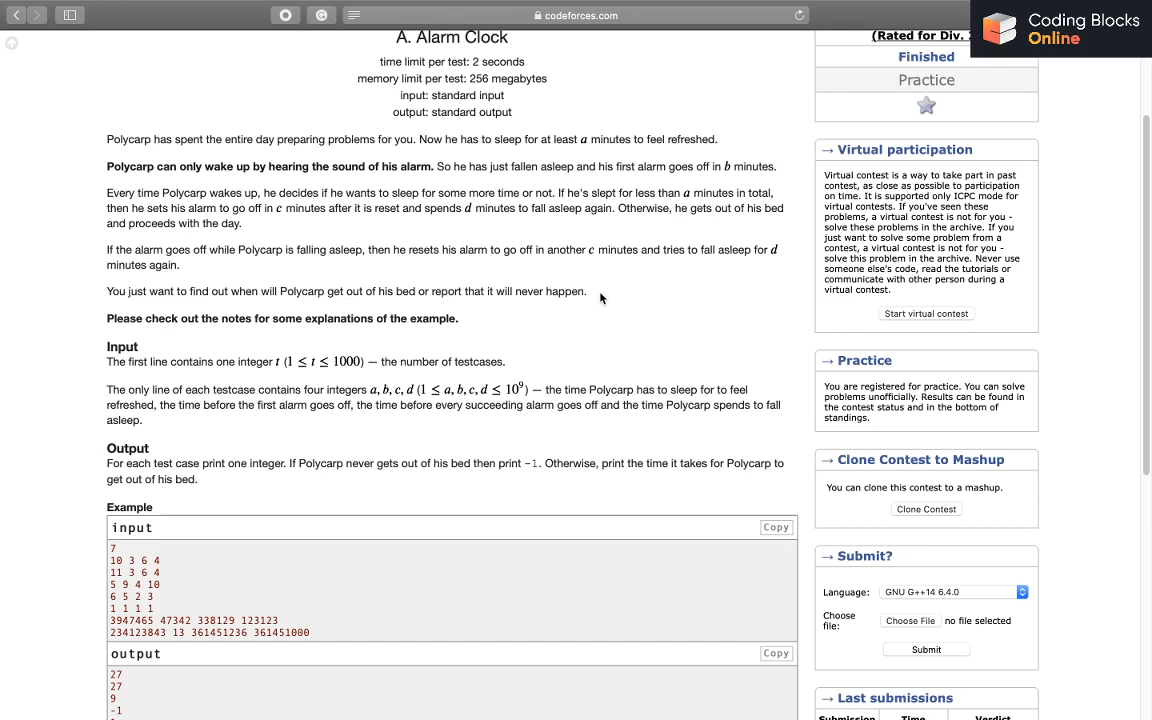 codeforces.com
Coding Blocks
Online
A. Alarm Clock
time limit per test: 2 seconds
memory limit per test: 256 megabytes
input: standard input
output: standard output
Polycarp has spent the entire day preparing problems for you. Now he has to sleep for at least a minutes to feel refreshed.
Polycarp can only wake up by hearing the sound of his alarm. So he has just fallen asleep and his first alarm goes off in b minutes.
Every time Polycarp wakes up, he decides if he wants to sleep for some more time or not. If he's slept for less than a minutes in total,
then he sets his alarm to go off in c minutes after it is reset and spends d minutes to fall asleep again. Otherwise, he gets out of his bed
and proceeds with the day.
If the alarm goes off while Polycarp is falling asleep, then he resets his alarm to go off in another c minutes and tries to fall asleep for d
minutes again.
You just want to find out when will Polycarp get out of his bed or report that it will never happen.
Please check out the notes for some explanations of the example.
Input
The first line contains one integer t (1 ≤ t ≤ 1000) — the number of testcases.
The only line of each testcase contains four integers a, b, c, d (1 ≤ a, b, c, d ≤ 10⁹) — the time Polycarp has to sleep for to feel
refreshed, the time before the first alarm goes off, the time before every succeeding alarm goes off and the time Polycarp spends to fall
asleep.
Output
For each test case print one integer. If Polycarp never gets out of his bed then print -1. Otherwise, print the time it takes for Polycarp to
get out of his bed.
Example
input
Copy
7
10 3 6 4
11 3 6 4
5 9 4 10
6 5 2 3
1 1 1 1
3947465 47342 338129 123123
234123843 13 361451236 361451000
output
Copy
27
27
9
-1
(Rated for Div.
Finished
Practice
→ Virtual participation
Virtual contest is a way to take part in past
contest, as close as possible to participation
on time. It is supported only ICPC mode for
virtual contests. If you've seen these
problems, a virtual contest is not for you -
solve these problems in the archive. If you
just want to solve some problem from a
contest, a virtual contest is not for you -
solve this problem in the archive. Never use
someone else's code, read the tutorials or
communicate with other person during a
virtual contest.
Start virtual contest
→ Practice
You are registered for practice. You can solve
problems unofficially. Results can be found in
the contest status and in the bottom of
standings.
→ Clone Contest to Mashup
You can clone this contest to a mashup.
Clone Contest
→ Submit?
Language: GNU G++14 6.4.0
Choose
file:
Choose File no file selected
Submit
→ Last submissions
Submission Time Verdict